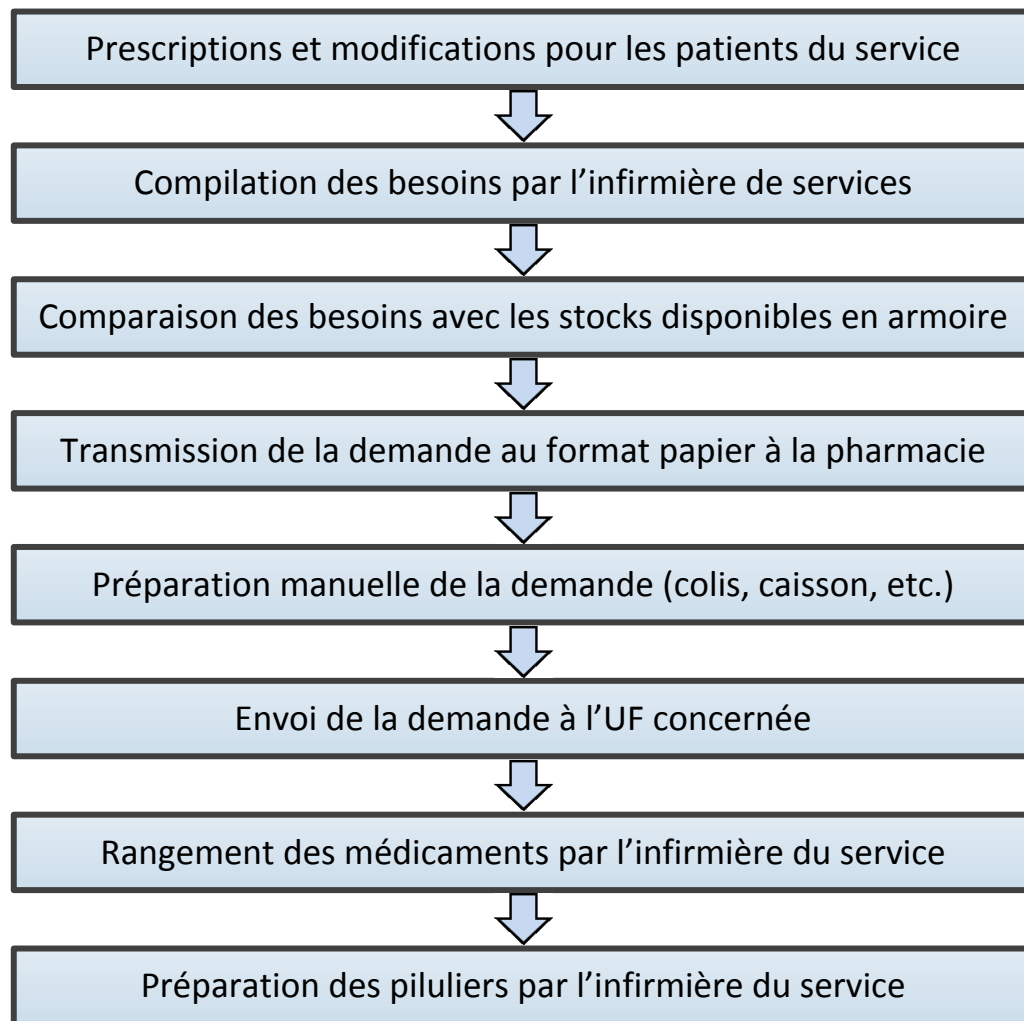 Prescriptions et modifications pour les patients du service
Compilation des besoins par l’infirmière de services
Comparaison des besoins avec les stocks disponibles en armoire
Transmission de la demande au format papier à la pharmacie
Préparation manuelle de la demande (colis, caisson, etc.)
Envoi de la demande à l’UF concernée
Rangement des médicaments par l’infirmière du service
Préparation des piluliers par l’infirmière du service